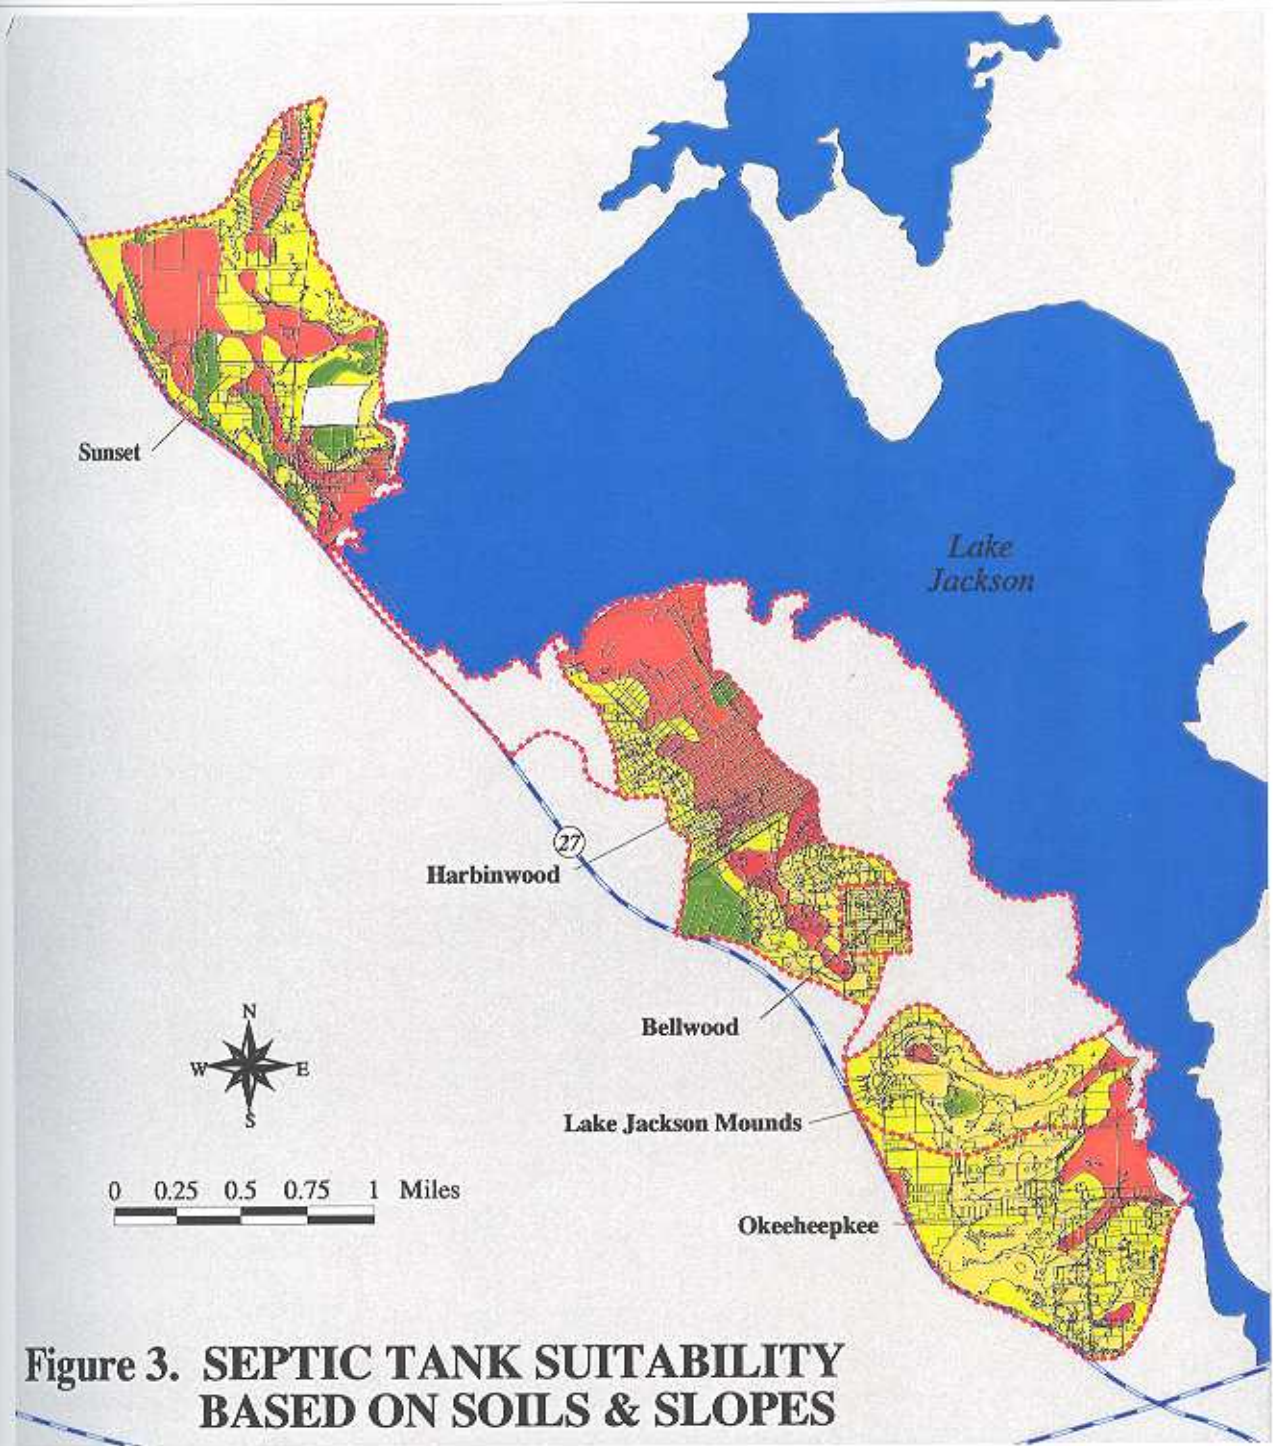 Sunset
Lake
Jackson
27
Harbinwood
Bellwood
N
W E
S
Lake Jackson Mounds
0 0.25 0.5 0.75 1 Miles
Okeeheepkee
Figure 3. SEPTIC TANK SUITABILITY
BASED ON SOILS & SLOPES